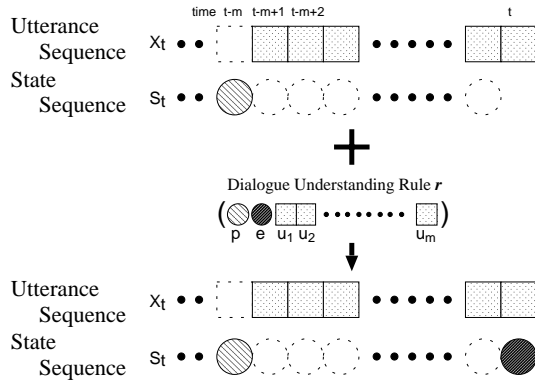 time t-m t-m+1 t-m+2 t
Utterance Sequence Xt
State Sequence St
+
Dialogue Understanding Rule r
( )
p e u1 u2 um
Utterance Sequence Xt
State Sequence St